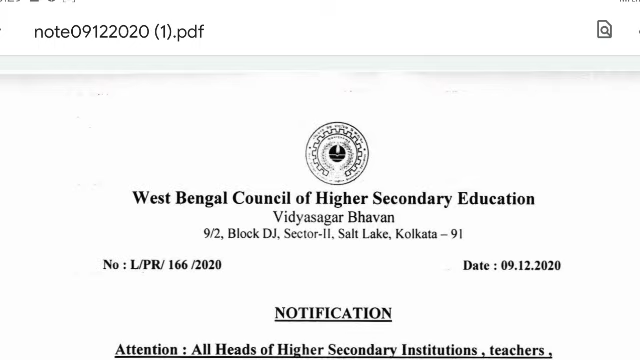 note09122020 (1).pdf
West Bengal Council of Higher Secondary Education
Vidyasagar Bhavan
9/2, Block DJ, Sector-II, Salt Lake, Kolkata – 91
No : L/PR/ 166 /2020 Date : 09.12.2020
NOTIFICATION
Attention : All Heads of Higher Secondary Institutions , teachers ,